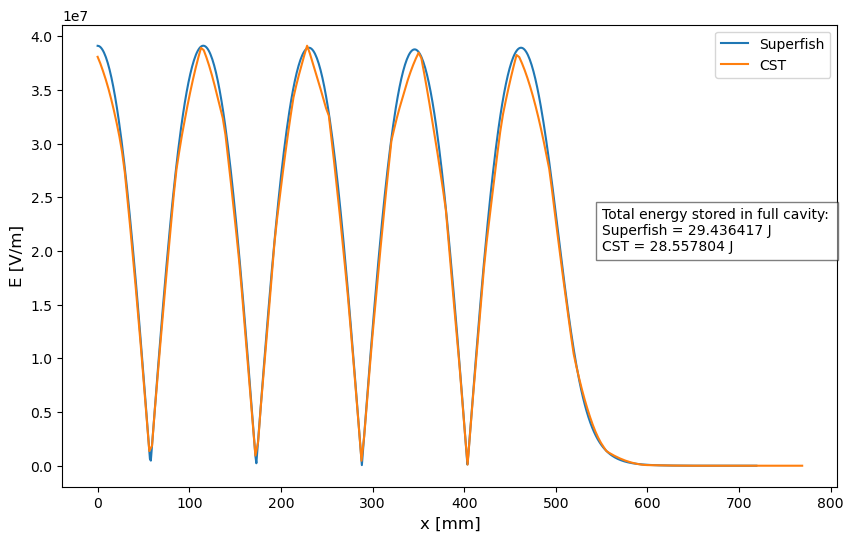 1e7
4.0
3.5
3.0
2.5
2.0
1.5
1.0
0.5
0.0
E [V/m]
Superfish
CST
Total energy stored in full cavity:
Superfish = 29.436417 J
CST = 28.557804 J
0 100 200 300 400 500 600 700 800
x [mm]